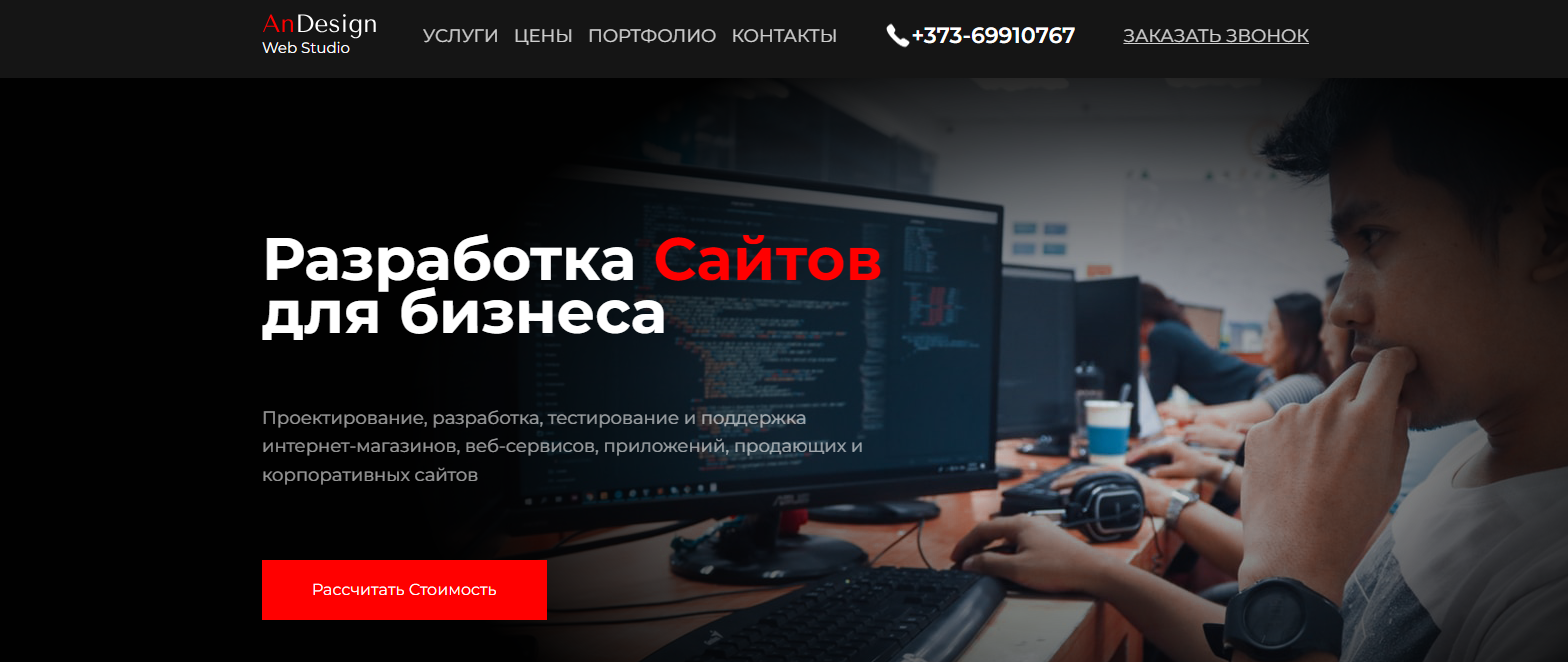 AnDesign
Web Studio
УСЛУГИ ЦЕНЫ ПОРТФОЛИО КОНТАКТЫ
+373-69910767
ЗАКАЗАТЬ ЗВОНОК
Разработка Сайтов
для бизнеса
Проектирование, разработка, тестирование и поддержка
интернет-магазинов, веб-сервисов, приложений, продающих и
корпоративных сайтов
Рассчитать Стоимость